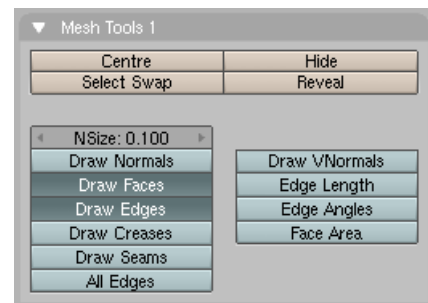 Mesh Tools 1
Centre Hide
Select Swap Reveal
NSize: 0.100
Draw Normals Draw VNormals
Draw Faces Edge Length
Draw Edges Edge Angles
Draw Creases Face Area
Draw Seams
All Edges